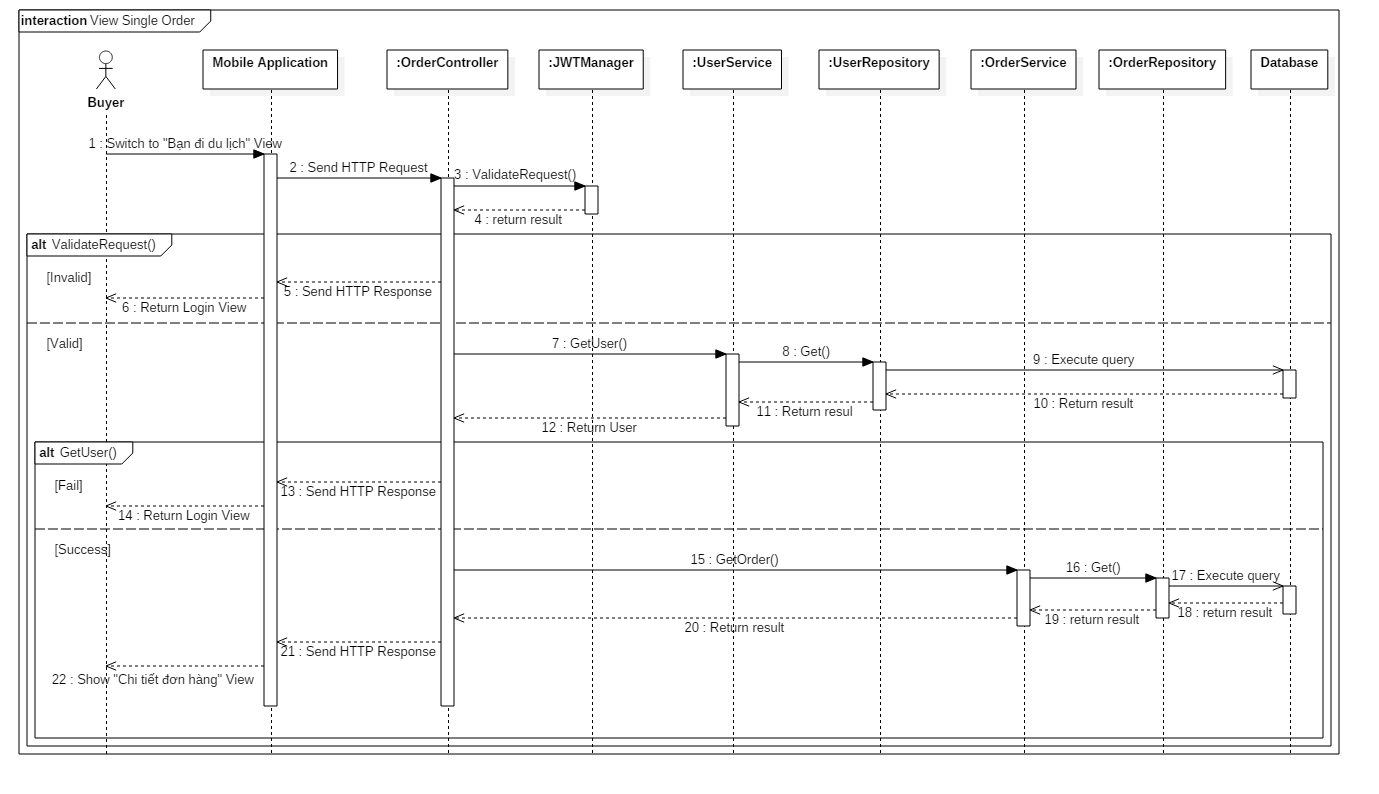 interaction View Single Order
Buyer
Mobile Application
:OrderController
:JWTManager
:UserService
:UserRepository
:OrderService
:OrderRepository
Database
1 : Switch to "Bạn đi du lịch" View
2 : Send HTTP Request
3 : ValidateRequest()
4 : return result
alt ValidateRequest()
[Invalid]
5 : Send HTTP Response
6 : Return Login View
[Valid]
7 : GetUser()
8 : Get()
9 : Execute query
10 : Return result
11 : Return resul
12 : Return User
alt GetUser()
[Fail]
13 : Send HTTP Response
14 : Return Login View
[Success]
15 : GetOrder()
16 : Get()
17 : Execute query
18 : return result
19 : return result
20 : Return result
21 : Send HTTP Response
22 : Show "Chi tiết đơn hàng" View